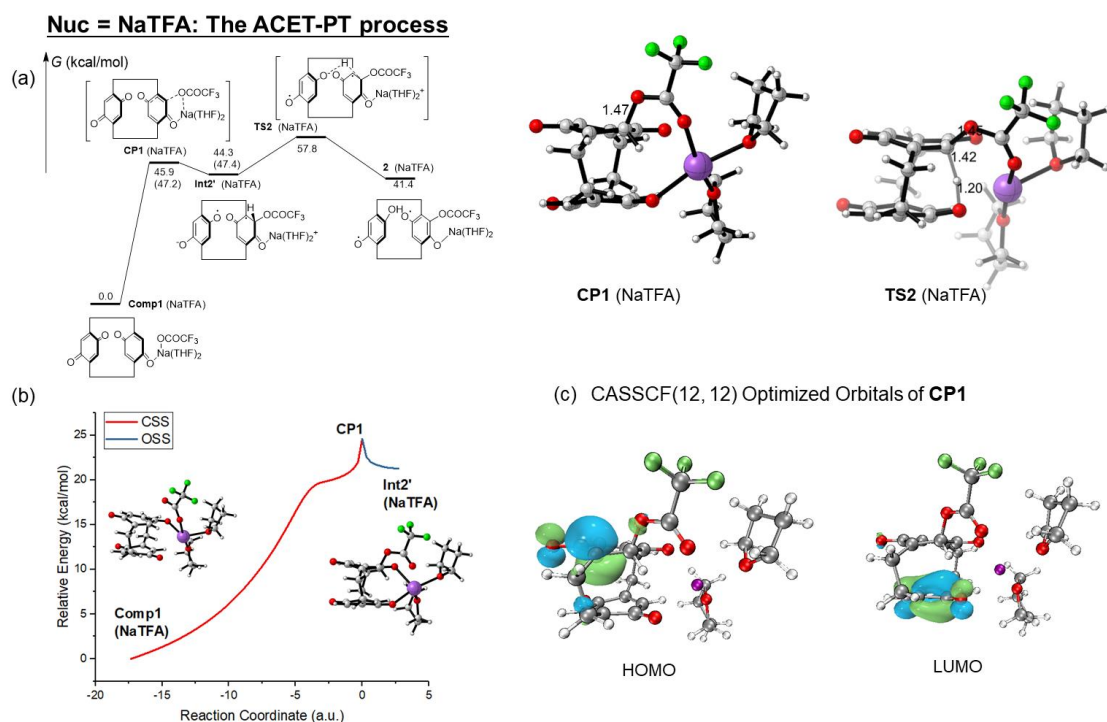 Nuc = NaTFA: The ACET-PT process
(a)
G (kcal/mol)
H
O
O
OCOCF₃
O
O
Na(THF)₂⁺
TS2 (NaTFA)
57.8
O
O
O
O
OCOCF₃
Na(THF)₂
CP1 (NaTFA)
45.9
(47.2)
44.3
(47.4)
Int2' (NaTFA)
2 (NaTFA)
41.4
O
O
H
OCOCF₃
Na(THF)₂⁺
OH
O
OCOCF₃
O
O
Na(THF)₂
0.0
Comp1 (NaTFA)
O
O
O
O
OCOCF₃
Na(THF)₂
1.47
CP1 (NaTFA)
1.42
1.20
TS2 (NaTFA)
(b)
CSS
OSS
CP1
Int2'
(NaTFA)
Comp1
(NaTFA)
Relative Energy (kcal/mol)
30
25
20
15
10
5
0
-20
-15
-10
-5
0
5
Reaction Coordinate (a.u.)
(c) CASSCF(12, 12) Optimized Orbitals of CP1
HOMO
LUMO